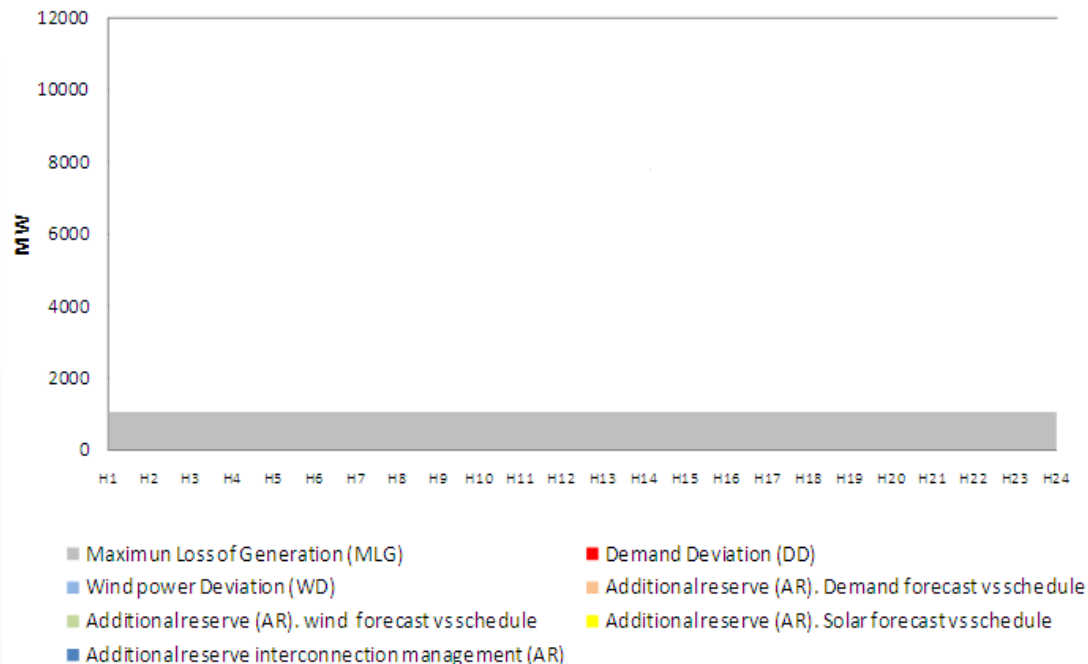 12000
10000
8000
6000
4000
2000
0
MW
H1 H2 H3 H4 H5 H6 H7 H8 H9 H10 H11 H12 H13 H14 H15 H16 H17 H18 H19 H20 H21 H22 H23 H24
Maximun Loss of Generation (MLG)
Demand Deviation (DD)
Wind power Deviation (WD)
Additional reserve (AR). Demand forecast vs schedule
Additional reserve (AR). wind forecast vs schedule
Additional reserve (AR). Solar forecast vs schedule
Additional reserve interconnection management (AR)